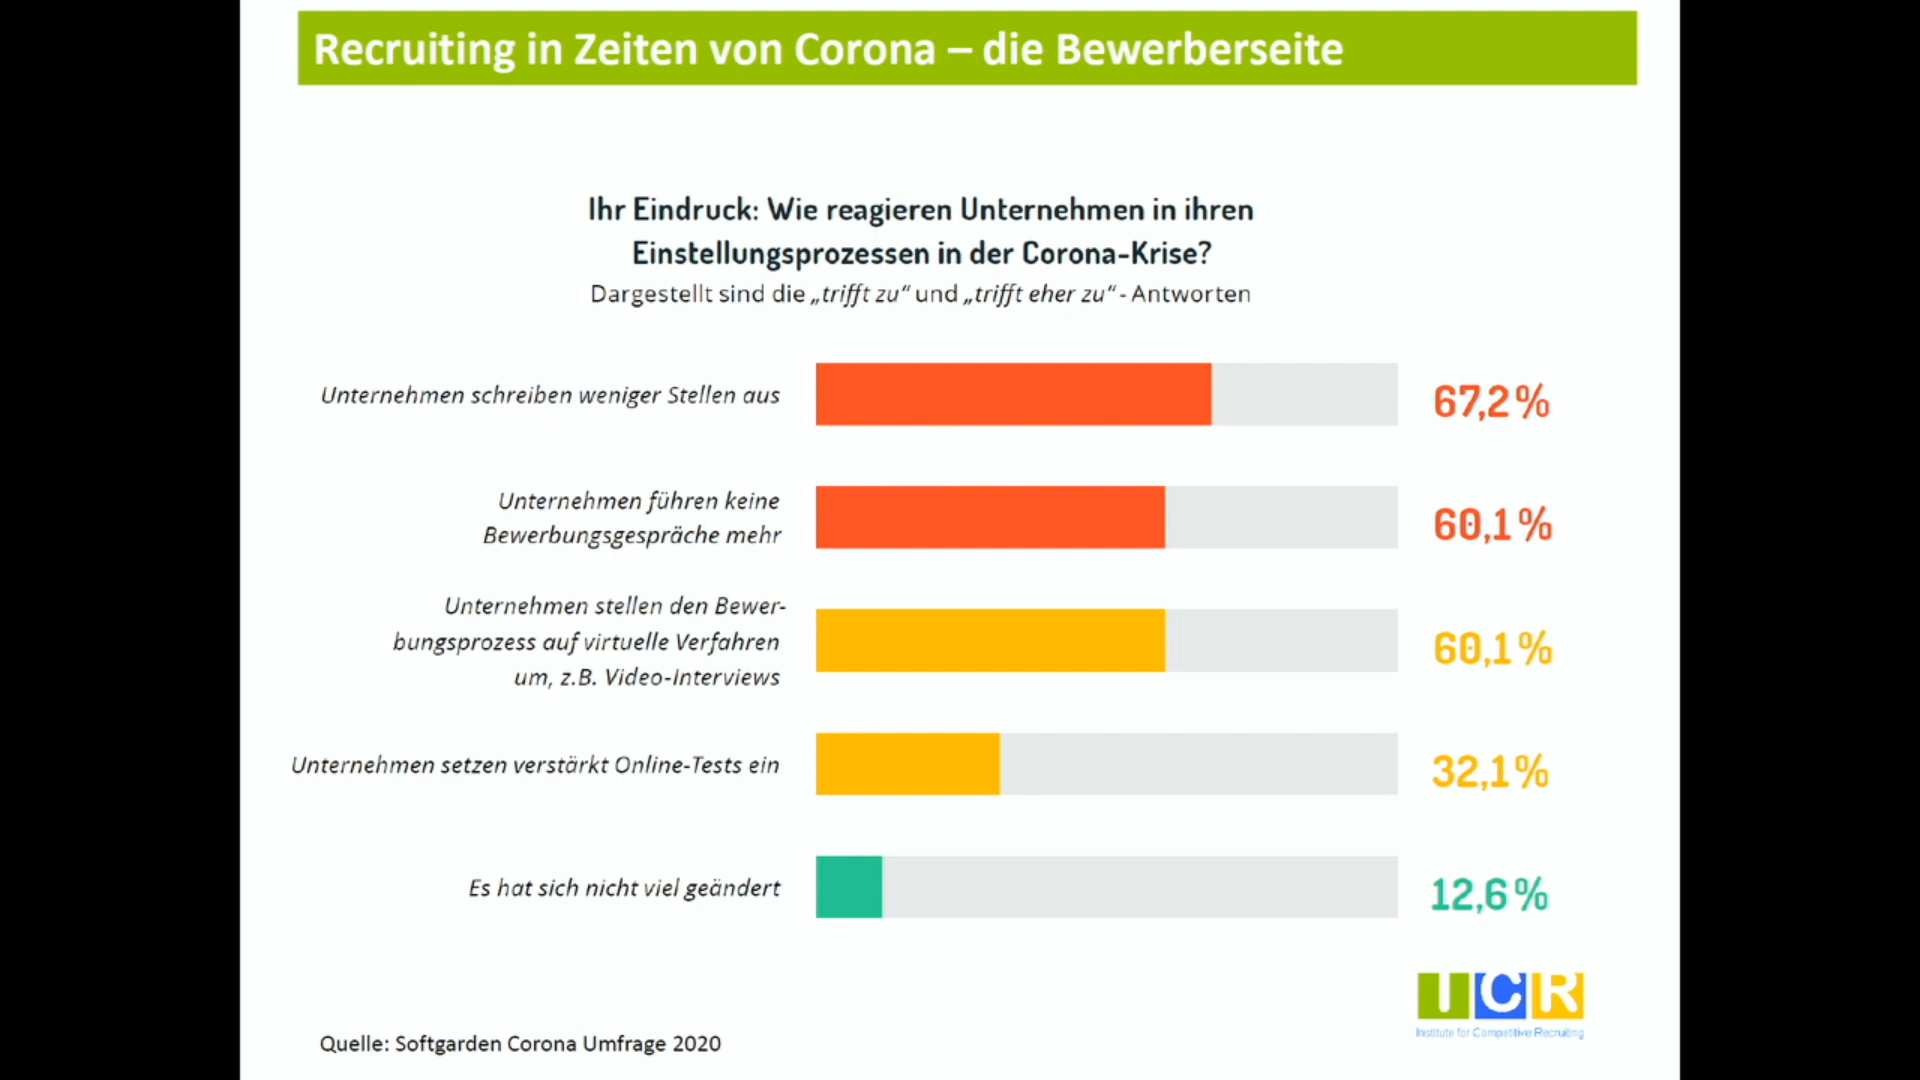 Recruiting in Zeiten von Corona – die Bewerberseite
Ihr Eindruck: Wie reagieren Unternehmen in ihren
Einstellungsprozessen in der Corona-Krise?
Dargestellt sind die „trifft zu“ und „trifft eher zu“ - Antworten
Unternehmen schreiben weniger Stellen aus
67,2%
Unternehmen führen keine
Bewerbungsgespräche mehr
60,1%
Unternehmen stellen den Bewer-
bungsprozess auf virtuelle Verfahren
um, z.B. Video-Interviews
60,1%
Unternehmen setzen verstärkt Online-Tests ein
32,1%
Es hat sich nicht viel geändert
12,6%
ICR
Institute for Competitive Recruiting
Quelle: Softgarden Corona Umfrage 2020